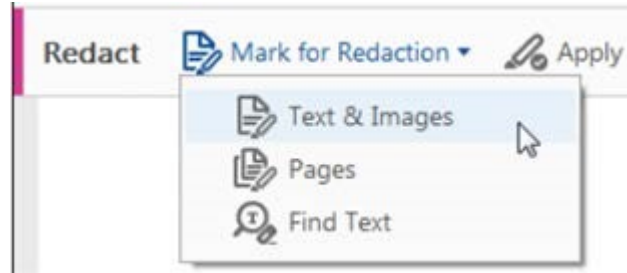 Redact Mark for Redaction Apply
Text & Images
Pages
Find Text